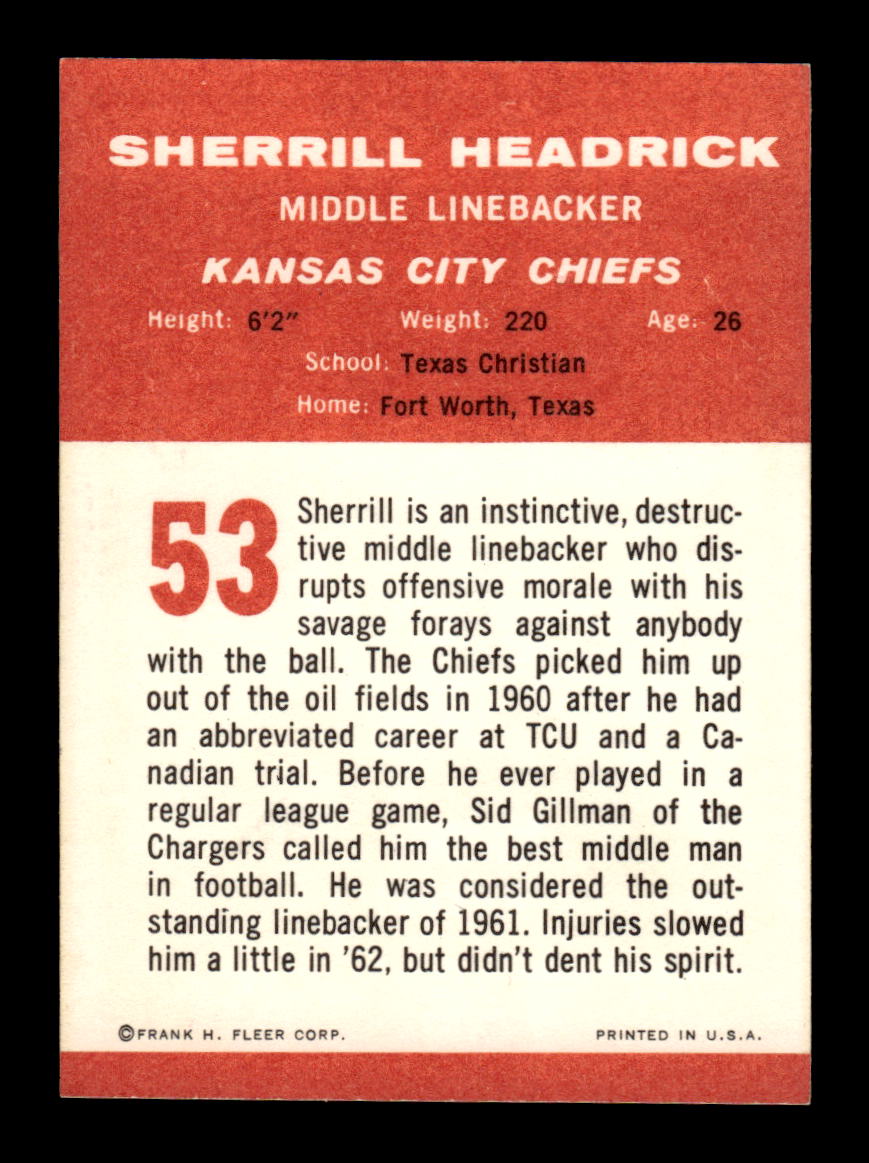 SHERRILL HEADRICK
MIDDLE LINEBACKER
KANSAS CITY CHIEFS
Height: 6'2" Weight: 220 Age: 26
School: Texas Christian
Home: Fort Worth, Texas
53
Sherrill is an instinctive, destruc-
tive middle linebacker who dis-
rupts offensive morale with his
savage forays against anybody
with the ball. The Chiefs picked him up
out of the oil fields in 1960 after he had
an abbreviated career at TCU and a Ca-
nadian trial. Before he ever played in a
regular league game, Sid Gillman of the
Chargers called him the best middle man
in football. He was considered the out-
standing linebacker of 1961. Injuries slowed
him a little in '62, but didn't dent his spirit.
©FRANK H. FLEER CORP. PRINTED IN U.S.A.